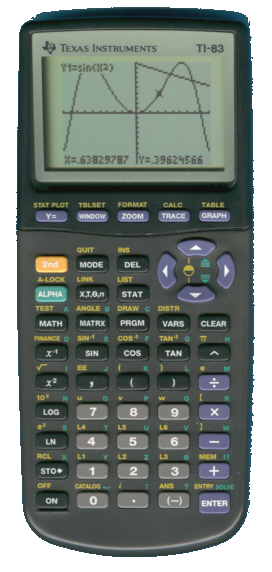 TEXAS INSTRUMENTS TI-83
Y1=sin(X²)
X=.63829787 Y=.39624566
STAT PLOT TBLSET FORMAT CALC TABLE
Y= WINDOW ZOOM TRACE GRAPH
QUIT INS
2nd MODE DEL
A-LOCK LINK LIST
ALPHA X,T,θ,n STAT
TEST A ANGLE B DRAW C DISTR
MATH MATRX PRGM VARS CLEAR
FINANCE D SIN⁻¹ E COS⁻¹ F TAN⁻¹ G π H
x⁻¹ SIN COS TAN ^
√ I EE J { K } L e M
x² , ( ) ÷
10ˣ N u O v P w Q [ R
LOG 7 8 9 ×
eˣ S L4 T L5 U L6 V ] W
LN 4 5 6 −
RCL X L1 Y L2 Z L3 θ MEM "
STO▸ 1 2 3 +
OFF CATALOG i : ANS ? ENTRY SOLVE
ON 0 . (−) ENTER